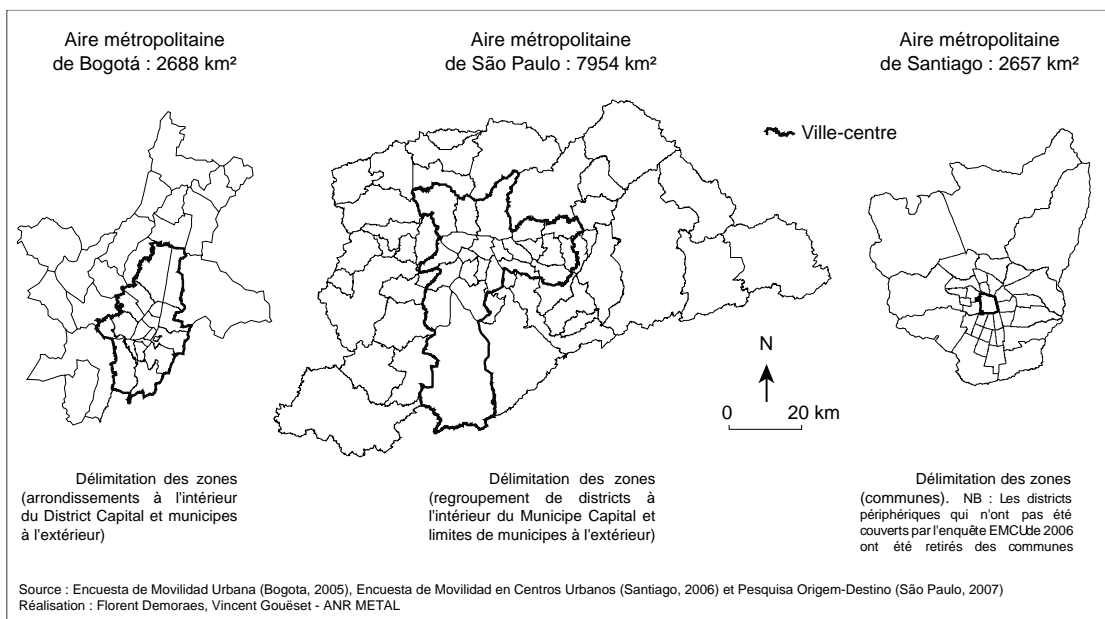 Aire métropolitaine
de Bogotá : 2688 km²
Aire métropolitaine
de São Paulo : 7954 km²
Aire métropolitaine
de Santiago : 2657 km²
Ville-centre
N
0 20 km
Délimitation des zones
(arrondissements à l'intérieur
du District Capital et municipes
à l'extérieur)
Délimitation des zones
(regroupement de districts à
l'intérieur du Municipe Capital et
limites de municipes à l'extérieur)
Délimitation des zones
(communes). NB : Les districts
périphériques qui n'ont pas été
couverts par l'enquête EMCUde 2006
ont été retirés des communes
Source : Encuesta de Movilidad Urbana (Bogota, 2005), Encuesta de Movilidad en Centros Urbanos (Santiago, 2006) et Pesquisa Origem-Destino (São Paulo, 2007)
Réalisation : Florent Demoraes, Vincent Gouëset - ANR METAL